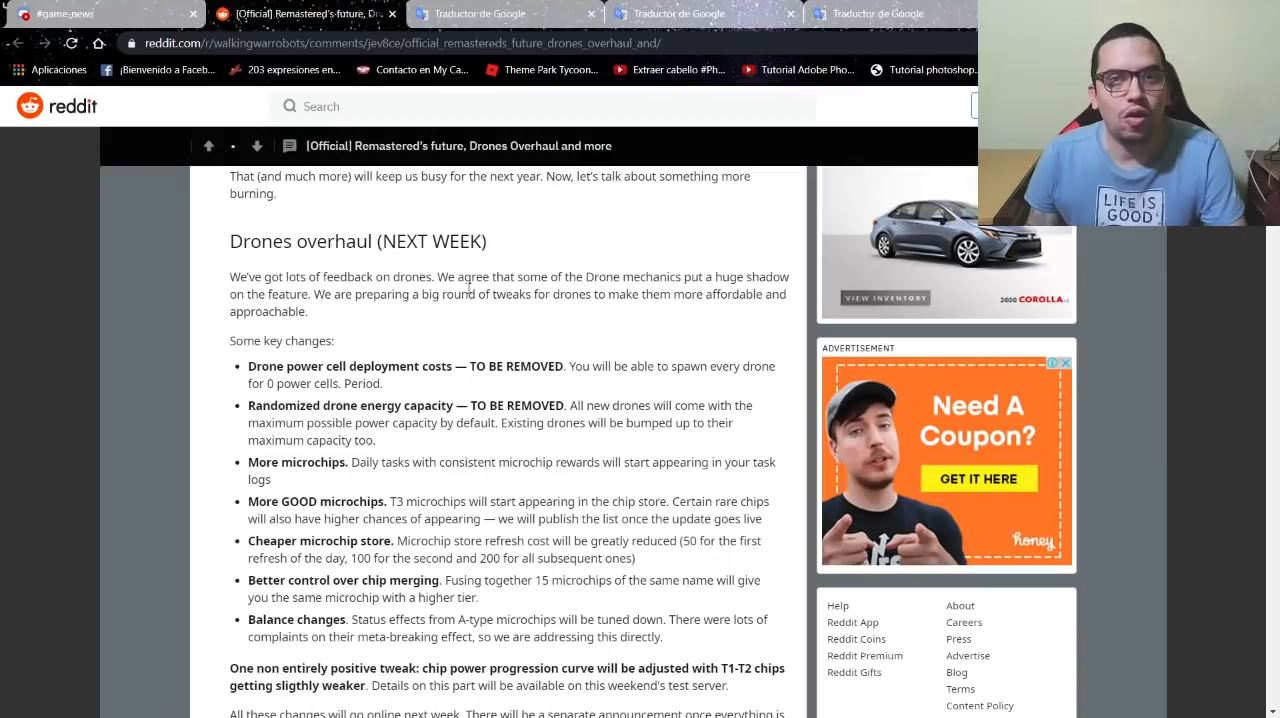 #game-news
[Official] Remastered's future, Dr
Traductor de Google
Traductor de Google
Traductor de Google
reddit.com/r/walkingwarrobots/comments/jev8ce/official_remastereds_future_drones_overhaul_and/
Aplicaciones
¡Bienvenido a Faceb...
203 expresiones en...
Contacto en My Ca...
Theme Park Tycoon...
Extraer cabello #Ph...
Tutorial Adobe Pho...
Tutorial photoshop.
reddit
Search
[Official] Remastered's future, Drones Overhaul and more
That (and much more) will keep us busy for the next year. Now, let's talk about something more
burning.
Drones overhaul (NEXT WEEK)
We've got lots of feedback on drones. We agree that some of the Drone mechanics put a huge shadow
on the feature. We are preparing a big round of tweaks for drones to make them more affordable and
approachable.
Some key changes:
• Drone power cell deployment costs — TO BE REMOVED. You will be able to spawn every drone
for 0 power cells. Period.
• Randomized drone energy capacity — TO BE REMOVED. All new drones will come with the
maximum possible power capacity by default. Existing drones will be bumped up to their
maximum capacity too.
• More microchips. Daily tasks with consistent microchip rewards will start appearing in your task
logs
• More GOOD microchips. T3 microchips will start appearing in the chip store. Certain rare chips
will also have higher chances of appearing — we will publish the list once the update goes live
• Cheaper microchip store. Microchip store refresh cost will be greatly reduced (50 for the first
refresh of the day, 100 for the second and 200 for all subsequent ones)
• Better control over chip merging. Fusing together 15 microchips of the same name will give
you the same microchip with a higher tier.
• Balance changes. Status effects from A-type microchips will be tuned down. There were lots of
complaints on their meta-breaking effect, so we are addressing this directly.
One non entirely positive tweak: chip power progression curve will be adjusted with T1-T2 chips
getting sligthly weaker. Details on this part will be available on this weekend's test server.
All these changes will go online next week. There will be a separate announcement once everything is
LIFE IS
GOOD
VIEW INVENTORY
2020 COROLLA
ADVERTISEMENT
Need A
Coupon?
GET IT HERE
honey
Help
About
Reddit App
Careers
Reddit Coins
Press
Reddit Premium
Advertise
Reddit Gifts
Blog
Terms
Content Policy